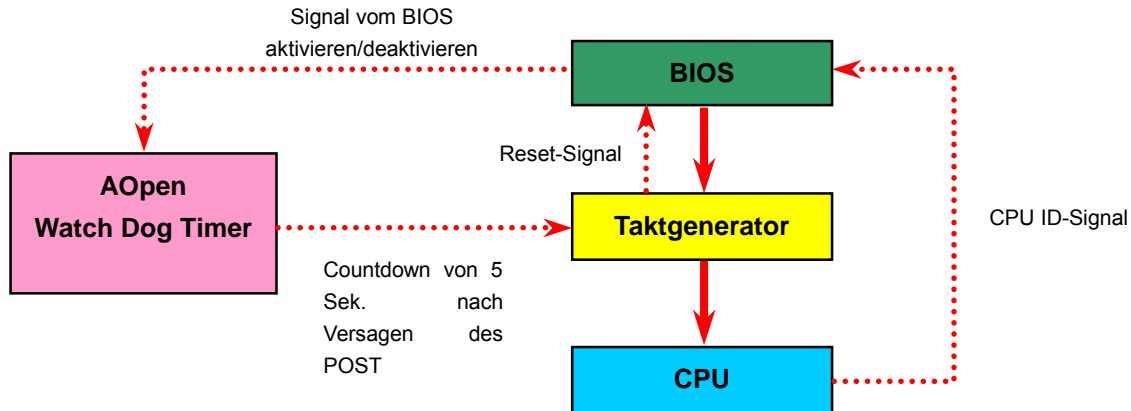 Signal vom BIOS
aktivieren/deaktivieren
BIOS
Reset-Signal
AOpen
Watch Dog Timer
Taktgenerator
CPU ID-Signal
Countdown von 5
Sek. nach
Versagen des
POST
CPU